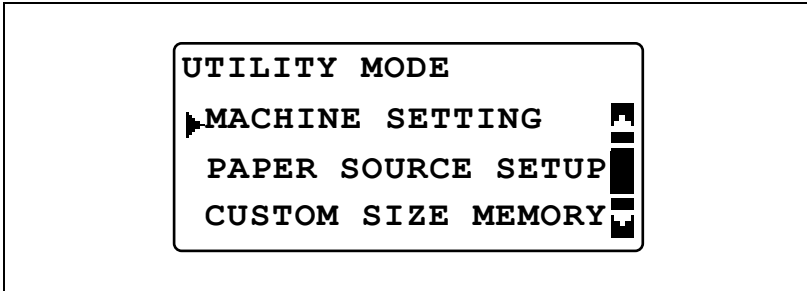 UTILITY MODE
MACHINE SETTING
PAPER SOURCE SETUP
CUSTOM SIZE MEMORY